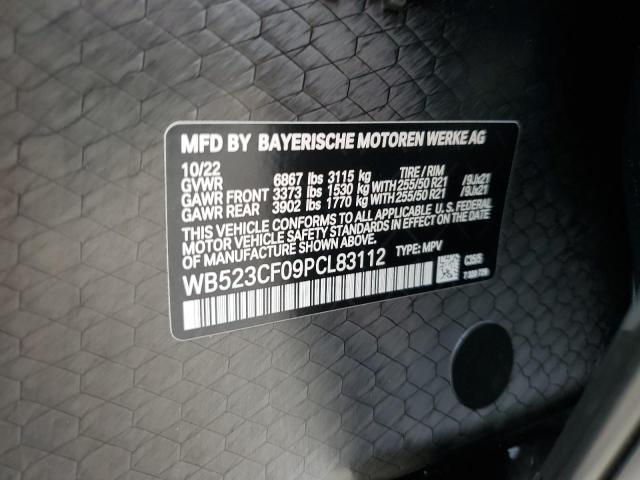 MFD BY BAYERISCHE MOTOREN WERKE AG
10/22 TIRE / RIM
GVWR 6867 lbs 3115 kg
GAWR FRONT 3373 lbs 1530 kg WITH 255/50 R21 /9Jx21
GAWR REAR 3902 lbs 1770 kg WITH 255/50 R21 /9Jx21
THIS VEHICLE CONFORMS TO ALL APPLICABLE U.S. FEDERAL
MOTOR VEHICLE SAFETY STANDARDS IN EFFECT ON THE DATE
OF MANUFACTURE SHOWN ABOVE.
WB523CF09PCL83112 TYPE: MPV